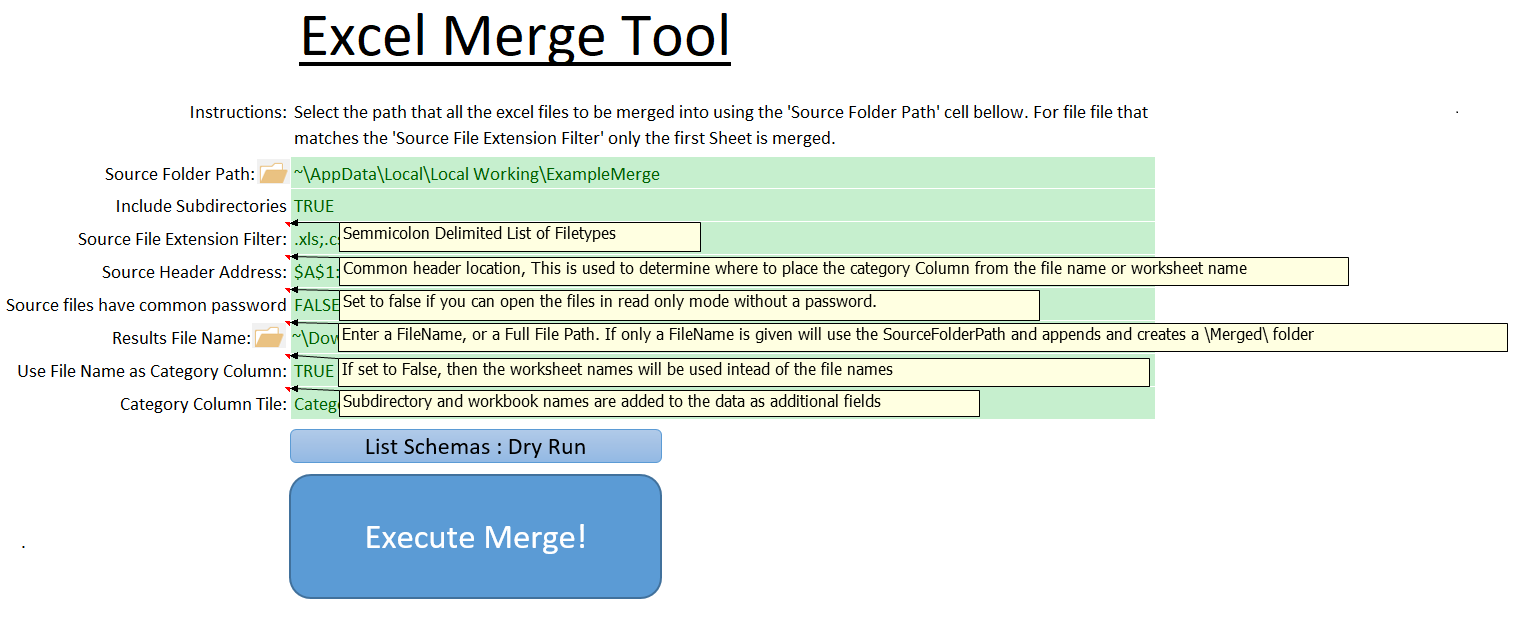 Excel Merge Tool
Instructions: Select the path that all the excel files to be merged into using the 'Source Folder Path' cell bellow. For file file that
matches the 'Source File Extension Filter' only the first Sheet is merged.
Source Folder Path: ~\AppData\Local\Local Working\ExampleMerge
Include Subdirectories TRUE
Source File Extension Filter: .xls;.cs Semmicolon Delimited List of Filetypes
Source Header Address: $A$1: Common header location, This is used to determine where to place the category Column from the file name or worksheet name
Source files have common password FALSE Set to false if you can open the files in read only mode without a password.
Results File Name: ~\Dow Enter a FileName, or a Full File Path. If only a FileName is given will use the SourceFolderPath and appends and creates a \Merged\ folder
Use File Name as Category Column: TRUE If set to False, then the worksheet names will be used intead of the file names
Category Column Tile: Catego Subdirectory and workbook names are added to the data as additional fields
List Schemas : Dry Run
Execute Merge!